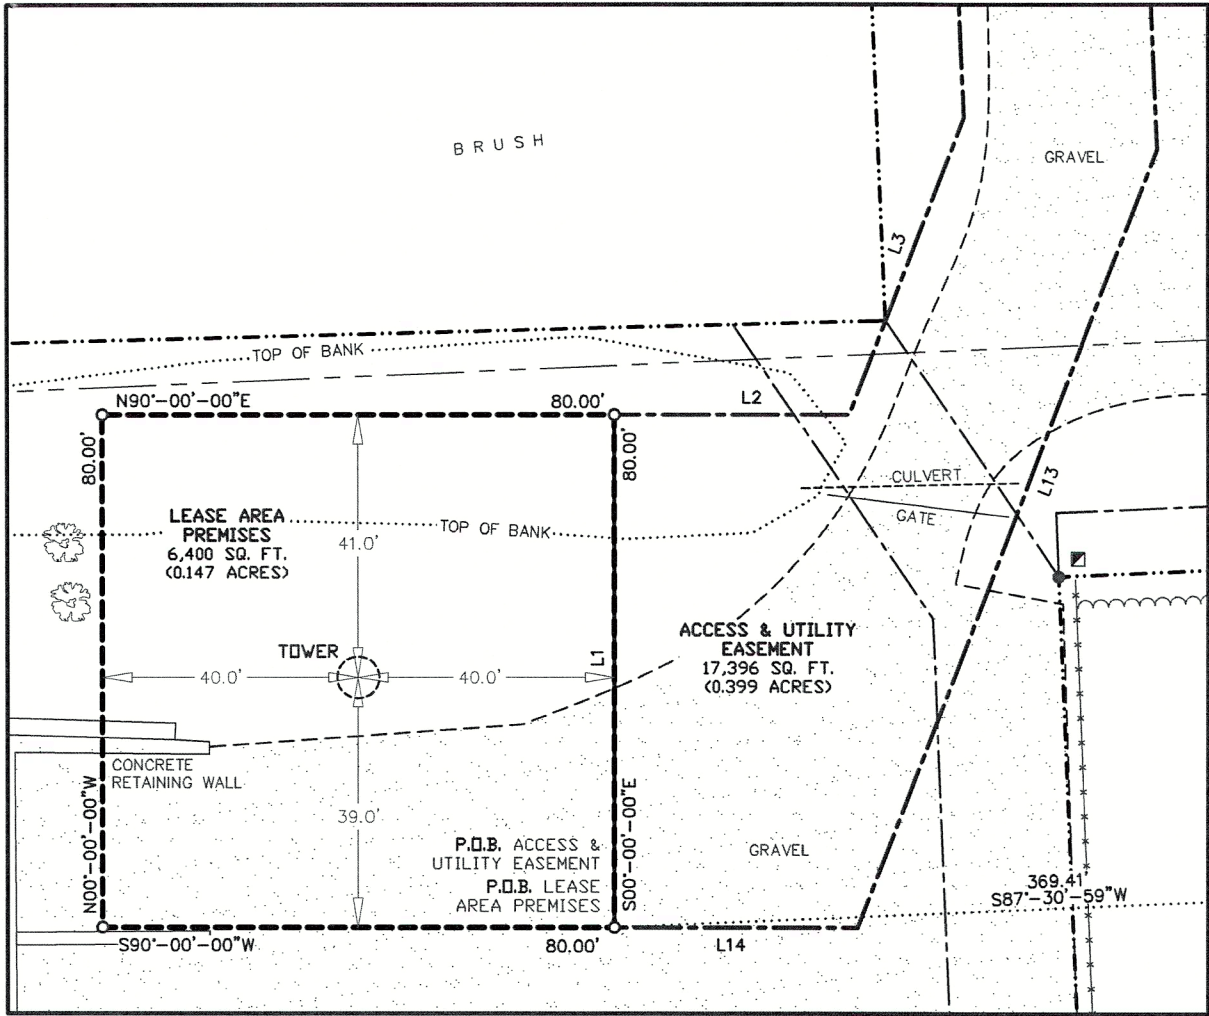 BRUSH
GRAVEL
L3
TOP OF BANK
N90°-00'-00"E
80.00'
L2
80.00'
80.00'
L13
CULVERT
GATE
LEASE AREA
PREMISES
6,400 SQ. FT.
(0.147 ACRES)
41.0'
TOP OF BANK
TOWER
40.0'
40.0'
L1
ACCESS & UTILITY
EASEMENT
17,396 SQ. FT.
(0.399 ACRES)
CONCRETE
RETAINING WALL
39.0'
N00°-00'-00"W
S00°-00'-00"E
P.O.B. ACCESS &
UTILITY EASEMENT
P.O.B. LEASE
AREA PREMISES
GRAVEL
369.41'
S87°-30'-59"W
S90°-00'-00"W
80.00'
L14